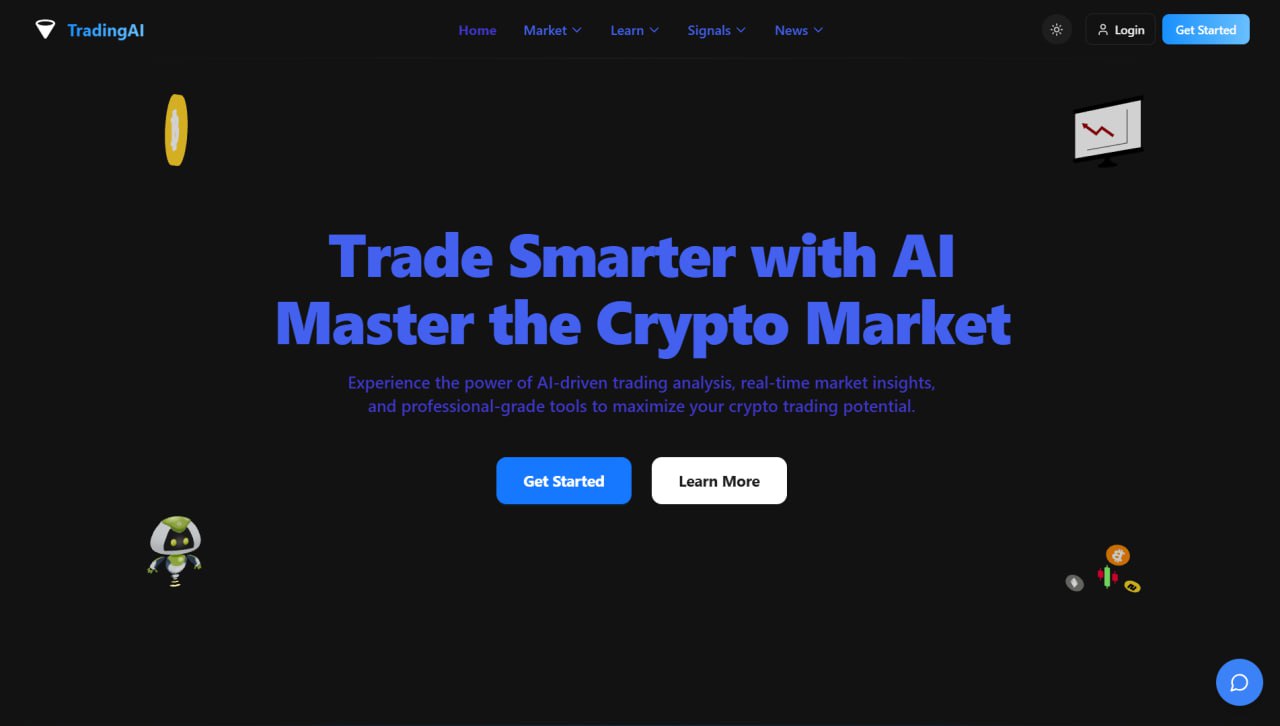 TradingAI
Home Market Learn Signals News
Login Get Started
Trade Smarter with AI
Master the Crypto Market
Experience the power of AI-driven trading analysis, real-time market insights,
and professional-grade tools to maximize your crypto trading potential.
Get Started Learn More